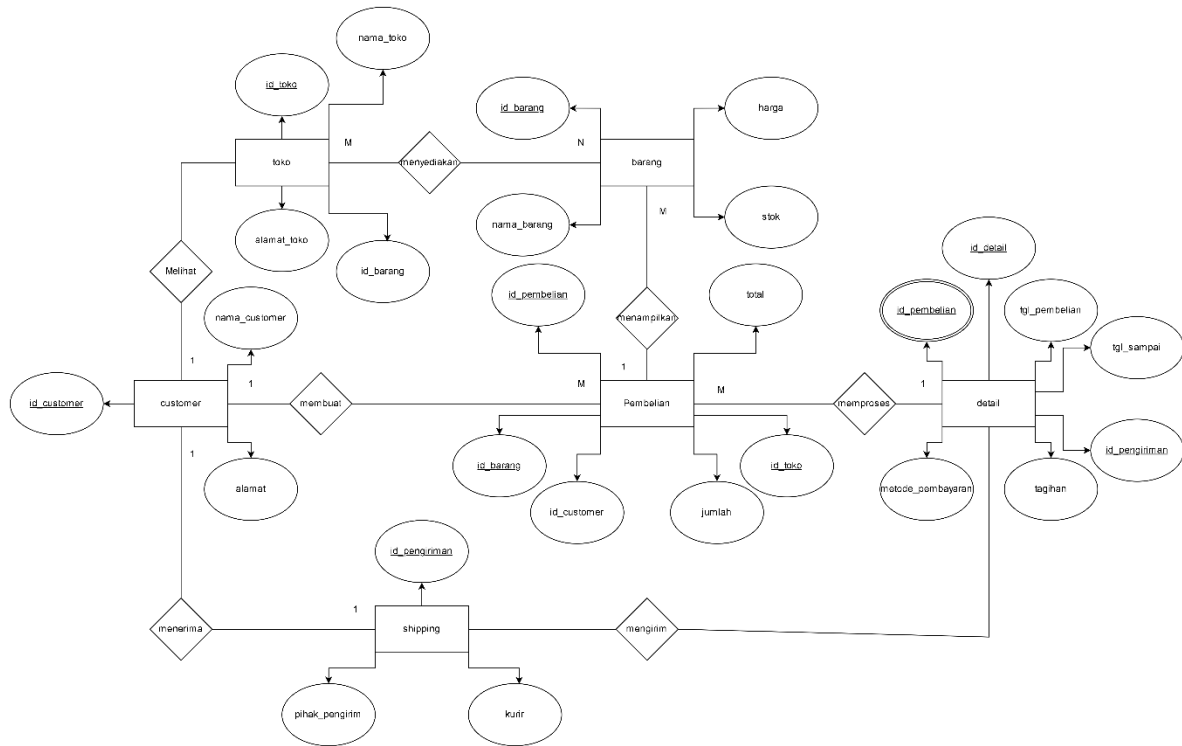 nama_toko
id_toko
id_barang
harga
M
N
toko
menyediakan
barang
nama_barang
M
stok
alamat_toko
id_detail
Melihat
id_barang
id_pembelian
total
nama_customer
id_pembelian
tgl_pembelian
menampilkan
tgl_sampai
1
1
1
M
M
1
id_customer
customer
membuat
Pembelian
memproses
detail
1
id_barang
id_toko
id_pengiriman
alamat
metode_pembayaran
tagihan
id_customer
jumlah
id_pengiriman
1
menerima
shipping
mengirim
pihak_pengirim
kurir